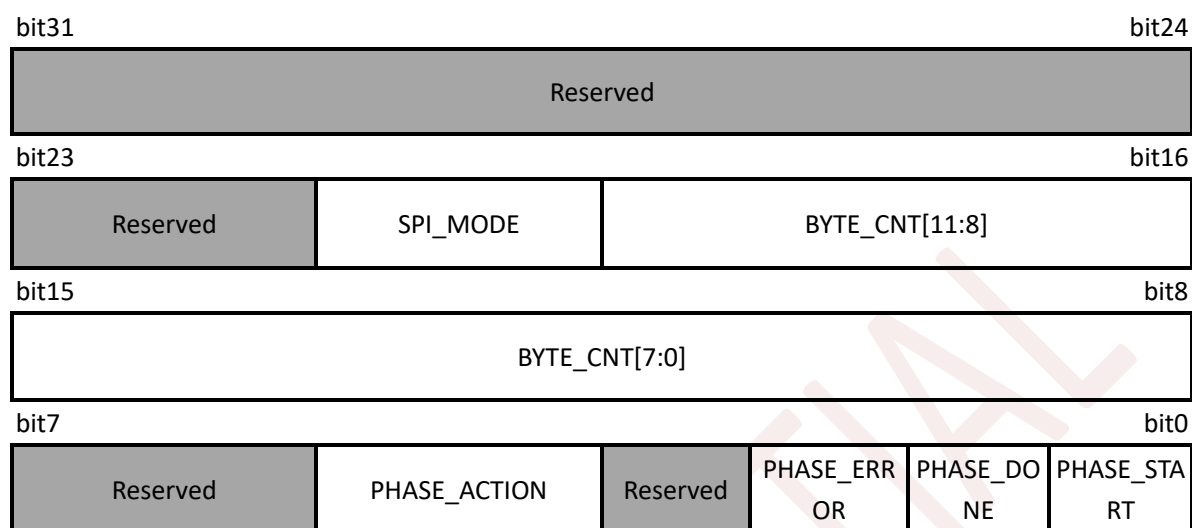 bit31 bit24
Reserved
bit23 bit16
Reserved SPI_MODE BYTE_CNT[11:8]
bit15 bit8
BYTE_CNT[7:0]
bit7 bit0
Reserved PHASE_ACTION Reserved PHASE_ERR PHASE_DO PHASE_STA
OR NE RT
TIAL